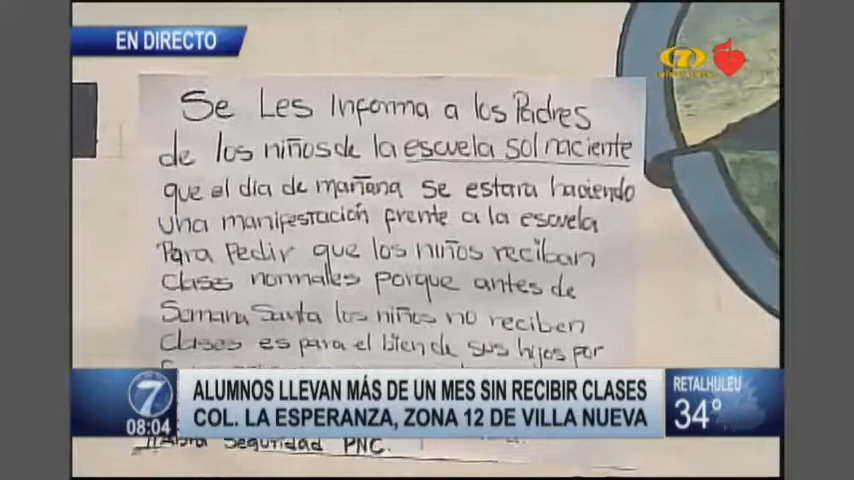 EN DIRECTO
7
Se Les Informa a los Padres
de los niños de la escuela sol naciente
que el día de mañana se estara haciendo
una manifestación frente a la escuela
Para Pedir que los niños reciban
clases normales porque antes de
Semana Santa los niños no reciben
clases es para el bien de sus hijos por
7
08:04
ALUMNOS LLEVAN MÁS DE UN MES SIN RECIBIR CLASES
COL. LA ESPERANZA, ZONA 12 DE VILLA NUEVA
RETALHULEU
34°
Habra Seguridad PNC.